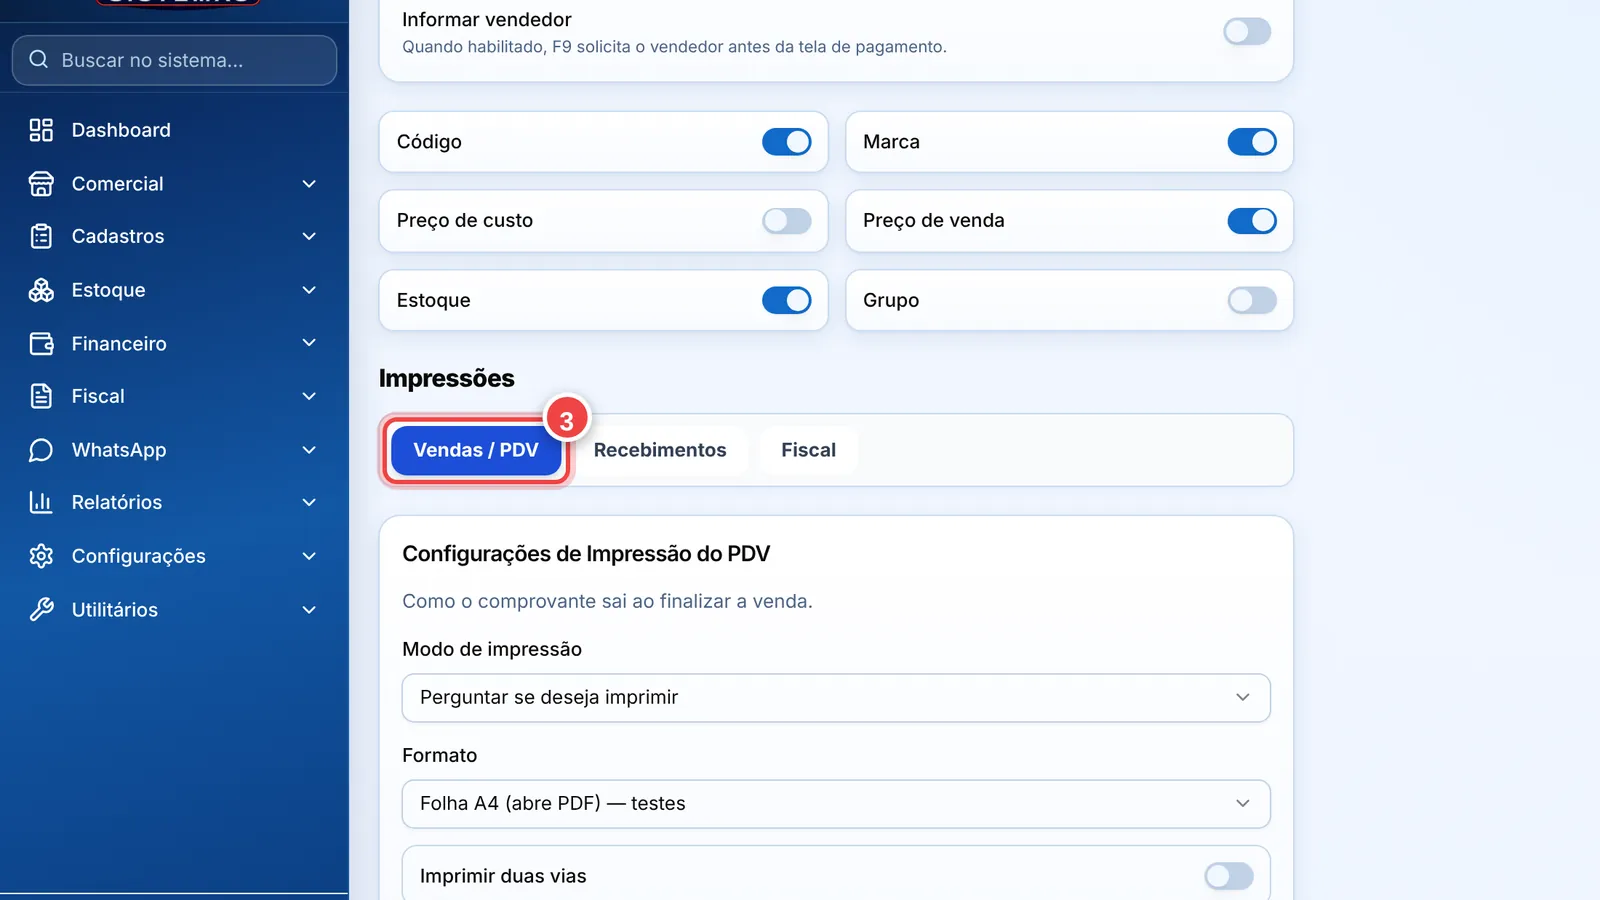 Buscar no sistema...
Dashboard
Comercial
Cadastros
Estoque
Financeiro
Fiscal
WhatsApp
Relatórios
Configurações
Utilitários
Informar vendedor
Quando habilitado, F9 solicita o vendedor antes da tela de pagamento.
Código
Marca
Preço de custo
Preço de venda
Estoque
Grupo
Impressões
3
Vendas / PDV
Recebimentos
Fiscal
Configurações de Impressão do PDV
Como o comprovante sai ao finalizar a venda.
Modo de impressão
Perguntar se deseja imprimir
Formato
Folha A4 (abre PDF) — testes
Imprimir duas vias